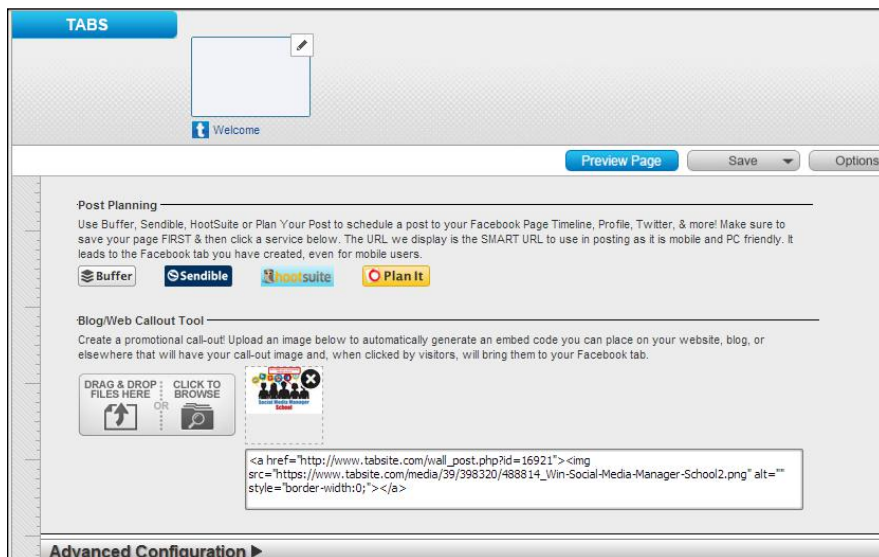 TABS
Welcome
Preview Page
Save
Options
Post Planning
Use Buffer, Sendible, HootSuite or Plan Your Post to schedule a post to your Facebook Page Timeline, Profile, Twitter, & more! Make sure to
save your page FIRST & then click a service below. The URL we display is the SMART URL to use in posting as it is mobile and PC friendly. It
leads to the Facebook tab you have created, even for mobile users.
Buffer Sendible hootsuite Plan It
Blog/Web Callout Tool
Create a promotional call-out! Upload an image below to automatically generate an embed code you can place on your website, blog, or
elsewhere that will have your call-out image and, when clicked by visitors, will bring them to your Facebook tab.
DRAG & DROP
FILES HERE
OR
CLICK TO
BROWSE
Social Media Manager
School
<a href="http://www.tabsite.com/wall_post.php?id=16921"><img
src="https://www.tabsite.com/media/39/398320/488814_Win-Social-Media-Manager-School2.png" alt=""
style="border-width:0;"></a>
Advanced Configuration